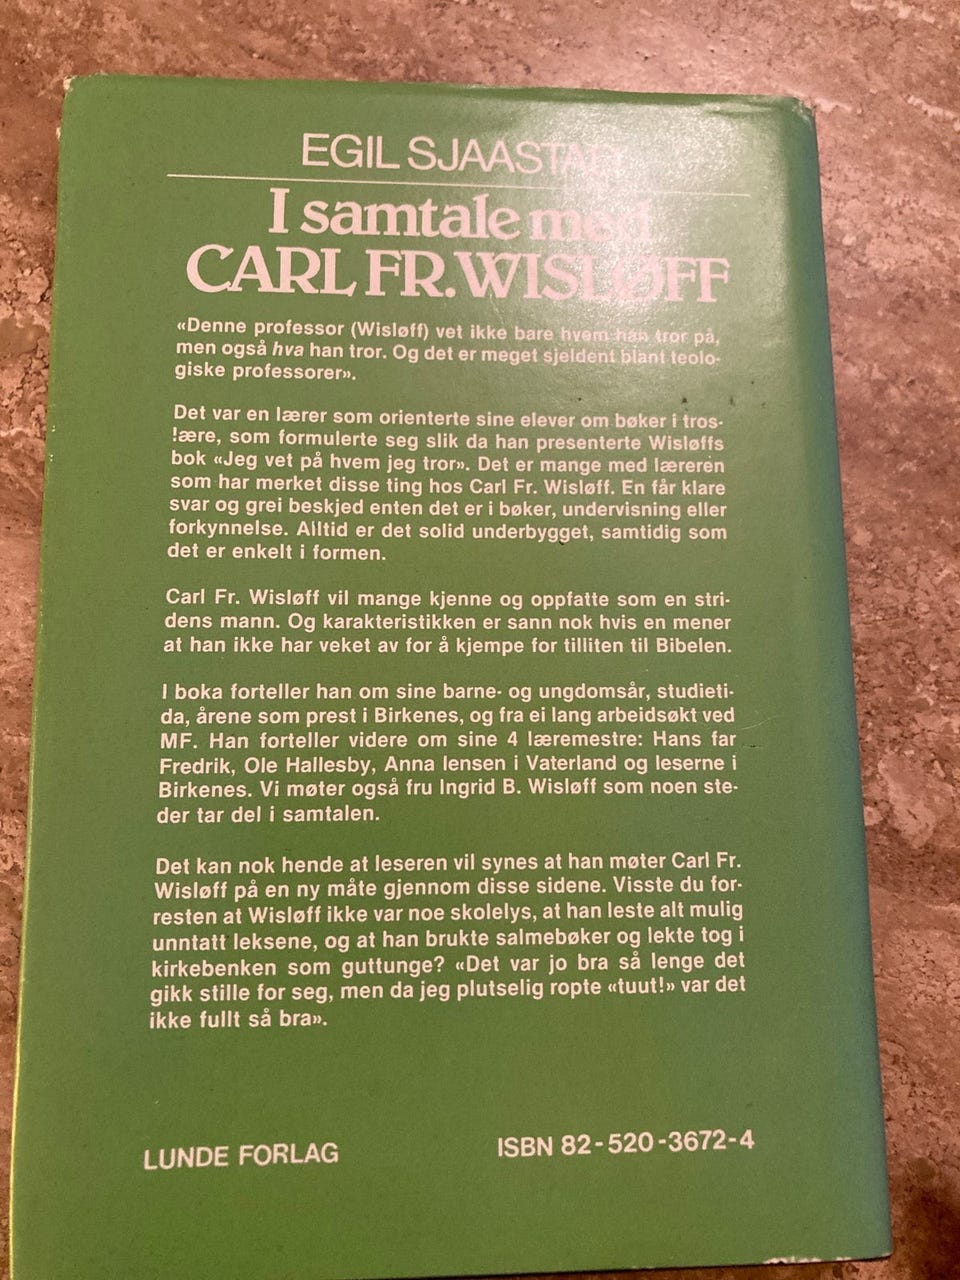 EGIL SJAASTAD
I samtale med
CARL FR. WISLØFF
«Denne professor (Wisløff) vet ikke bare hvem han tror på,
men også hva han tror. Og det er meget sjeldent blant teolo-
giske professorer».
Det var en lærer som orienterte sine elever om bøker i tros-
lære, som formulerte seg slik da han presenterte Wisløffs
bok «Jeg vet på hvem jeg tror». Det er mange med læreren
som har merket disse ting hos Carl Fr. Wisløff. En får klare
svar og grei beskjed enten det er i bøker, undervisning eller
forkynnelse. Alltid er det solid underbygget, samtidig som
det er enkelt i formen.
Carl Fr. Wisløff vil mange kjenne og oppfatte som en stri-
dens mann. Og karakteristikken er sann nok hvis en mener
at han ikke har veket av for å kjempe for tilliten til Bibelen.
I boka forteller han om sine barne- og ungdomsår, studieti-
da, årene som prest i Birkenes, og fra ei lang arbeidsøkt ved
MF. Han forteller videre om sine 4 læremestre: Hans far
Fredrik, Ole Hallesby, Anna Iensen i Vaterland og leserne i
Birkenes. Vi møter også fru Ingrid B. Wisløff som noen ste-
der tar del i samtalen.
Det kan nok hende at leseren vil synes at han møter Carl Fr.
Wisløff på en ny måte gjennom disse sidene. Visste du for-
resten at Wisløff ikke var noe skolelys, at han leste alt mulig
unntatt leksene, og at han brukte salmebøker og lekte tog i
kirkebenken som guttunge? «Det var jo bra så lenge det
gikk stille for seg, men da jeg plutselig ropte «tuut!» var det
ikke fullt så bra».
LUNDE FORLAG
ISBN 82-520-3672-4